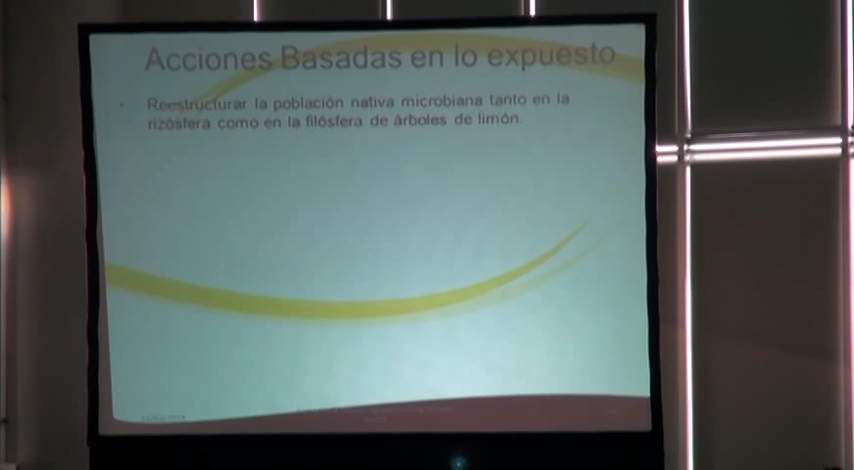 Acciones Basadas en lo expuesto
• Reestructurar la población nativa microbiana tanto en la
rizósfera como en la filósfera de árboles de limón.